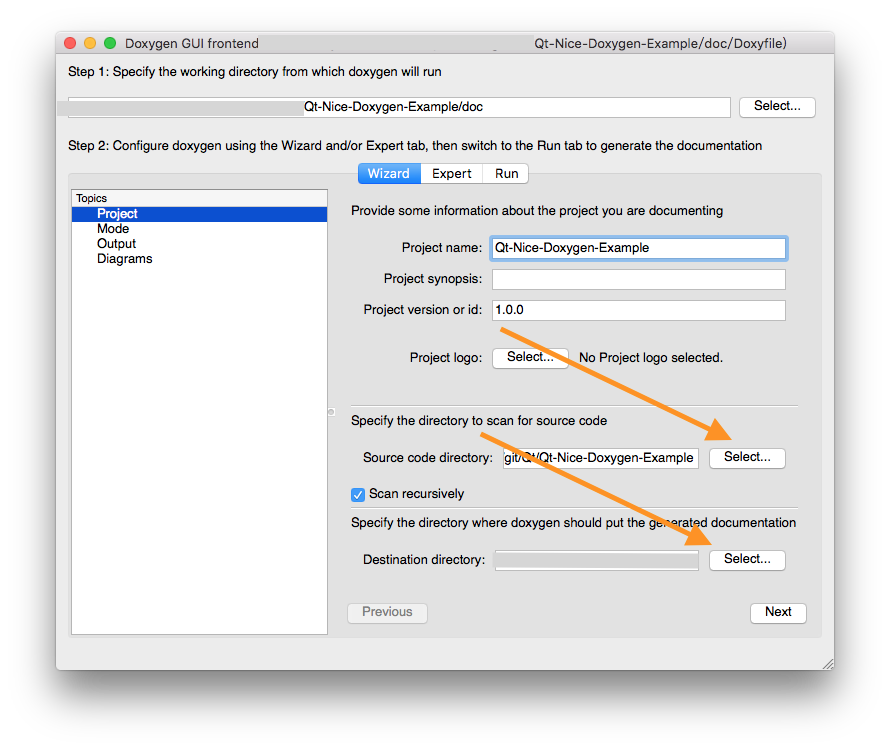 Doxygen GUI frontend Qt-Nice-Doxygen-Example/doc/Doxyfile)
Step 1: Specify the working directory from which doxygen will run
Qt-Nice-Doxygen-Example/doc Select...
Step 2: Configure doxygen using the Wizard and/or Expert tab, then switch to the Run tab to generate the documentation
Wizard Expert Run
Topics
Project
Mode
Output
Diagrams
Provide some information about the project you are documenting
Project name: Qt-Nice-Doxygen-Example
Project synopsis:
Project version or id: 1.0.0
Project logo: Select... No Project logo selected.
Specify the directory to scan for source code
Source code directory: git/Qt/Qt-Nice-Doxygen-Example Select...
Scan recursively
Specify the directory where doxygen should put the generated documentation
Destination directory: Select...
Previous Next